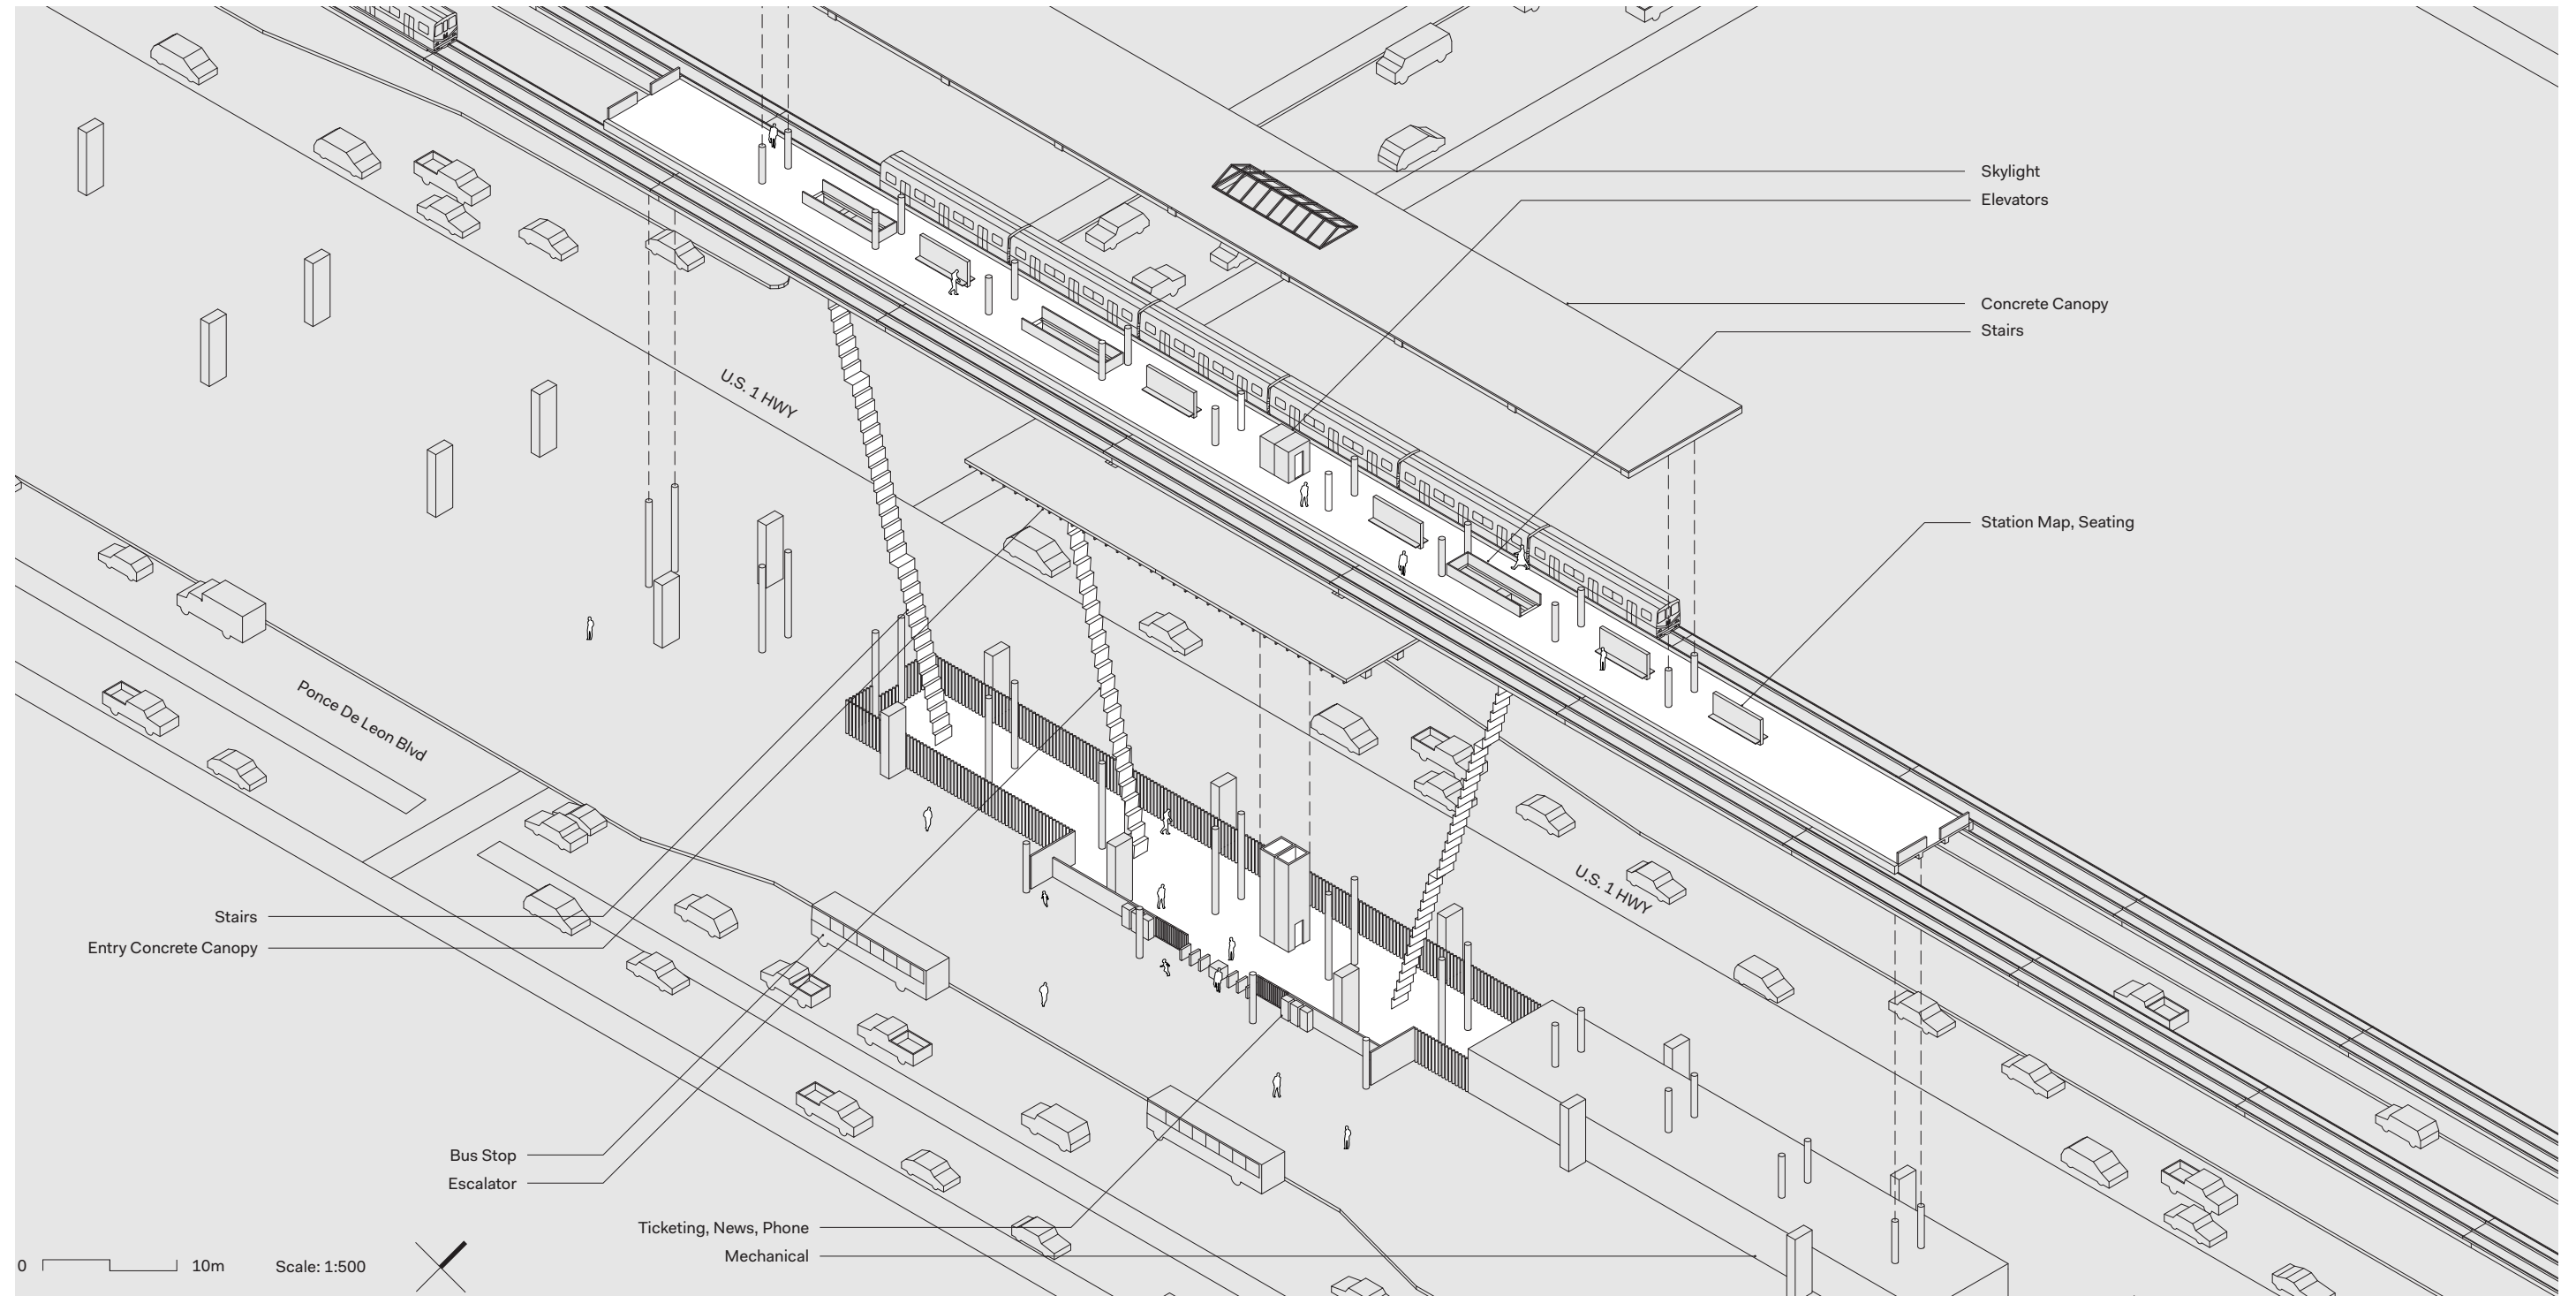 Skylight
Elevators
Concrete Canopy
Stairs
U.S. 1 HWY
Station Map, Seating
Ponce De Leon Blvd
U.S. 1 HWY
Stairs
Entry Concrete Canopy
Bus Stop
Escalator
Ticketing, News, Phone
Mechanical
0 10m Scale: 1:500